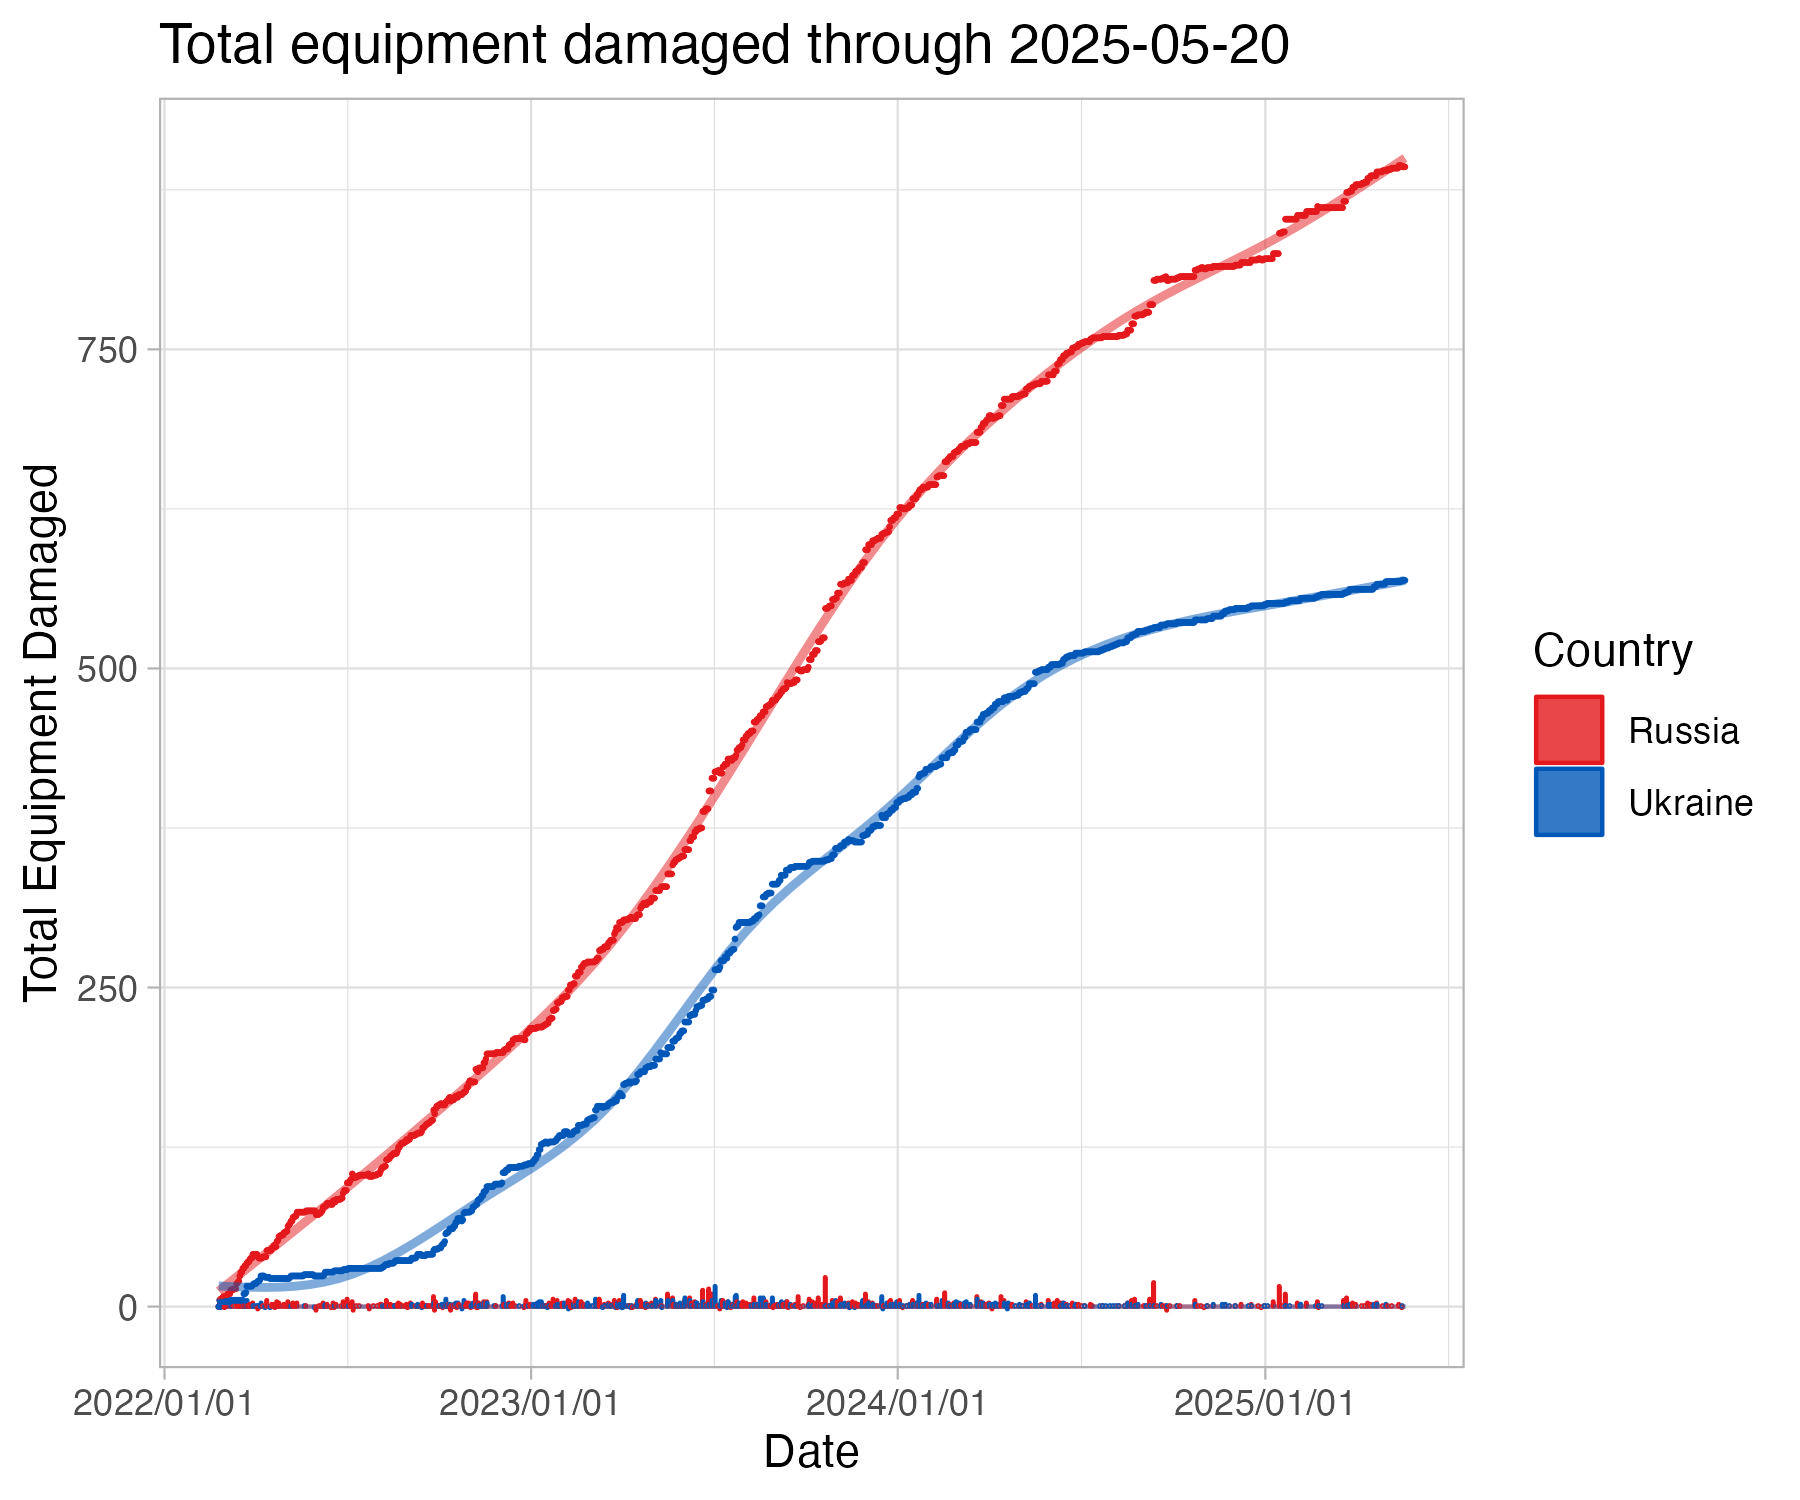 Total equipment damaged through 2025-05-20
Total Equipment Damaged
750
500
250
0
2022/01/01
2023/01/01
2024/01/01
2025/01/01
Date
Country
Russia
Ukraine